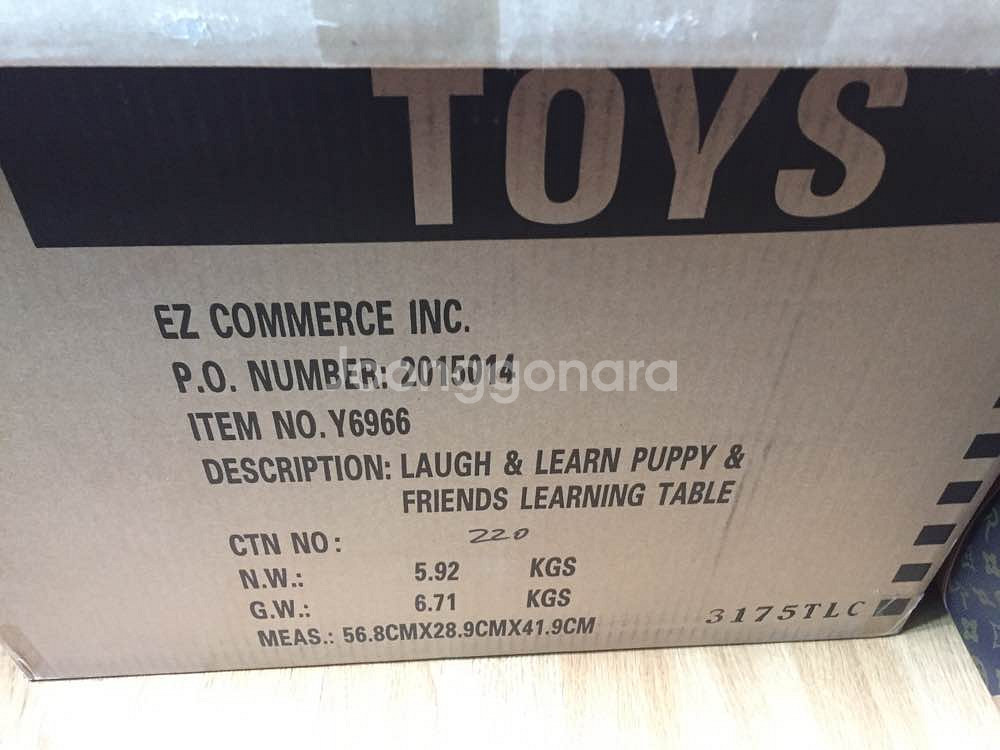 TOYS
EZ COMMERCE INC.
P.O. NUMBER: 2015014
joonggonara
ITEM NO. Y6966
DESCRIPTION: LAUGH & LEARN PUPPY &
FRIENDS LEARNING TABLE
CTN NO: 220
N.W.: 5.92 KGS
G.W.: 6.71 KGS
MEAS.: 56.8CMX28.9CMX41.9CM
3175TLC